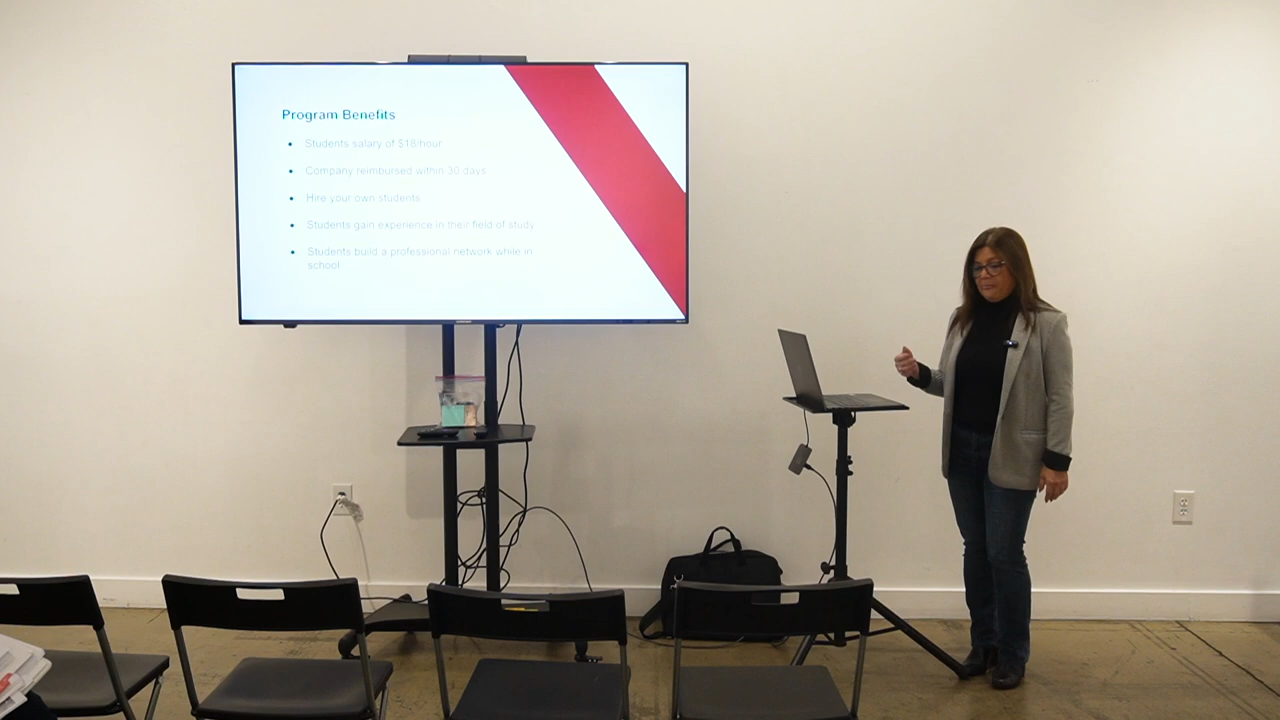 Program Benefits
Students salary of $18/hour
Company reimbursed within 30 days
Hire your own students
Students gain experience in their field of study
Students build a professional network while in
school